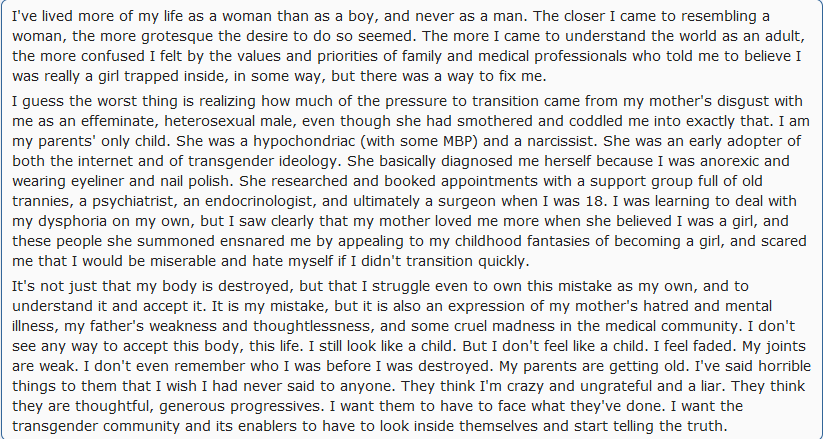 I've lived more of my life as a woman than as a boy, and never as a man. The closer I came to resembling a
woman, the more grotesque the desire to do so seemed. The more I came to understand the world as an adult,
the more confused I felt by the values and priorities of family and medical professionals who told me to believe I
was really a girl trapped inside, in some way, but there was a way to fix me.
I guess the worst thing is realizing how much of the pressure to transition came from my mother's disgust with
me as an effeminate, heterosexual male, even though she had smothered and coddled me into exactly that. I am
my parents' only child. She was a hypochondriac (with some MBP) and a narcissist. She was an early adopter of
both the internet and of transgender ideology. She basically diagnosed me herself because I was anorexic and
wearing eyeliner and nail polish. She researched and booked appointments with a support group full of old
trannies, a psychiatrist, an endocrinologist, and ultimately a surgeon when I was 18. I was learning to deal with
my dysphoria on my own, but I saw clearly that my mother loved me more when she believed I was a girl, and
these people she summoned ensnared me by appealing to my childhood fantasies of becoming a girl, and scared
me that I would be miserable and hate myself if I didn't transition quickly.
It's not just that my body is destroyed, but that I struggle even to own this mistake as my own, and to
understand it and accept it. It is my mistake, but it is also an expression of my mother's hatred and mental
illness, my father's weakness and thoughtlessness, and some cruel madness in the medical community. I don't
see any way to accept this body, this life. I still look like a child. But I don't feel like a child. I feel faded. My joints
are weak. I don't even remember who I was before I was destroyed. My parents are getting old. I've said horrible
things to them that I wish I had never said to anyone. They think I'm crazy and ungrateful and a liar. They think
they are thoughtful, generous progressives. I want them to have to face what they've done. I want the
transgender community and its enablers to have to look inside themselves and start telling the truth.